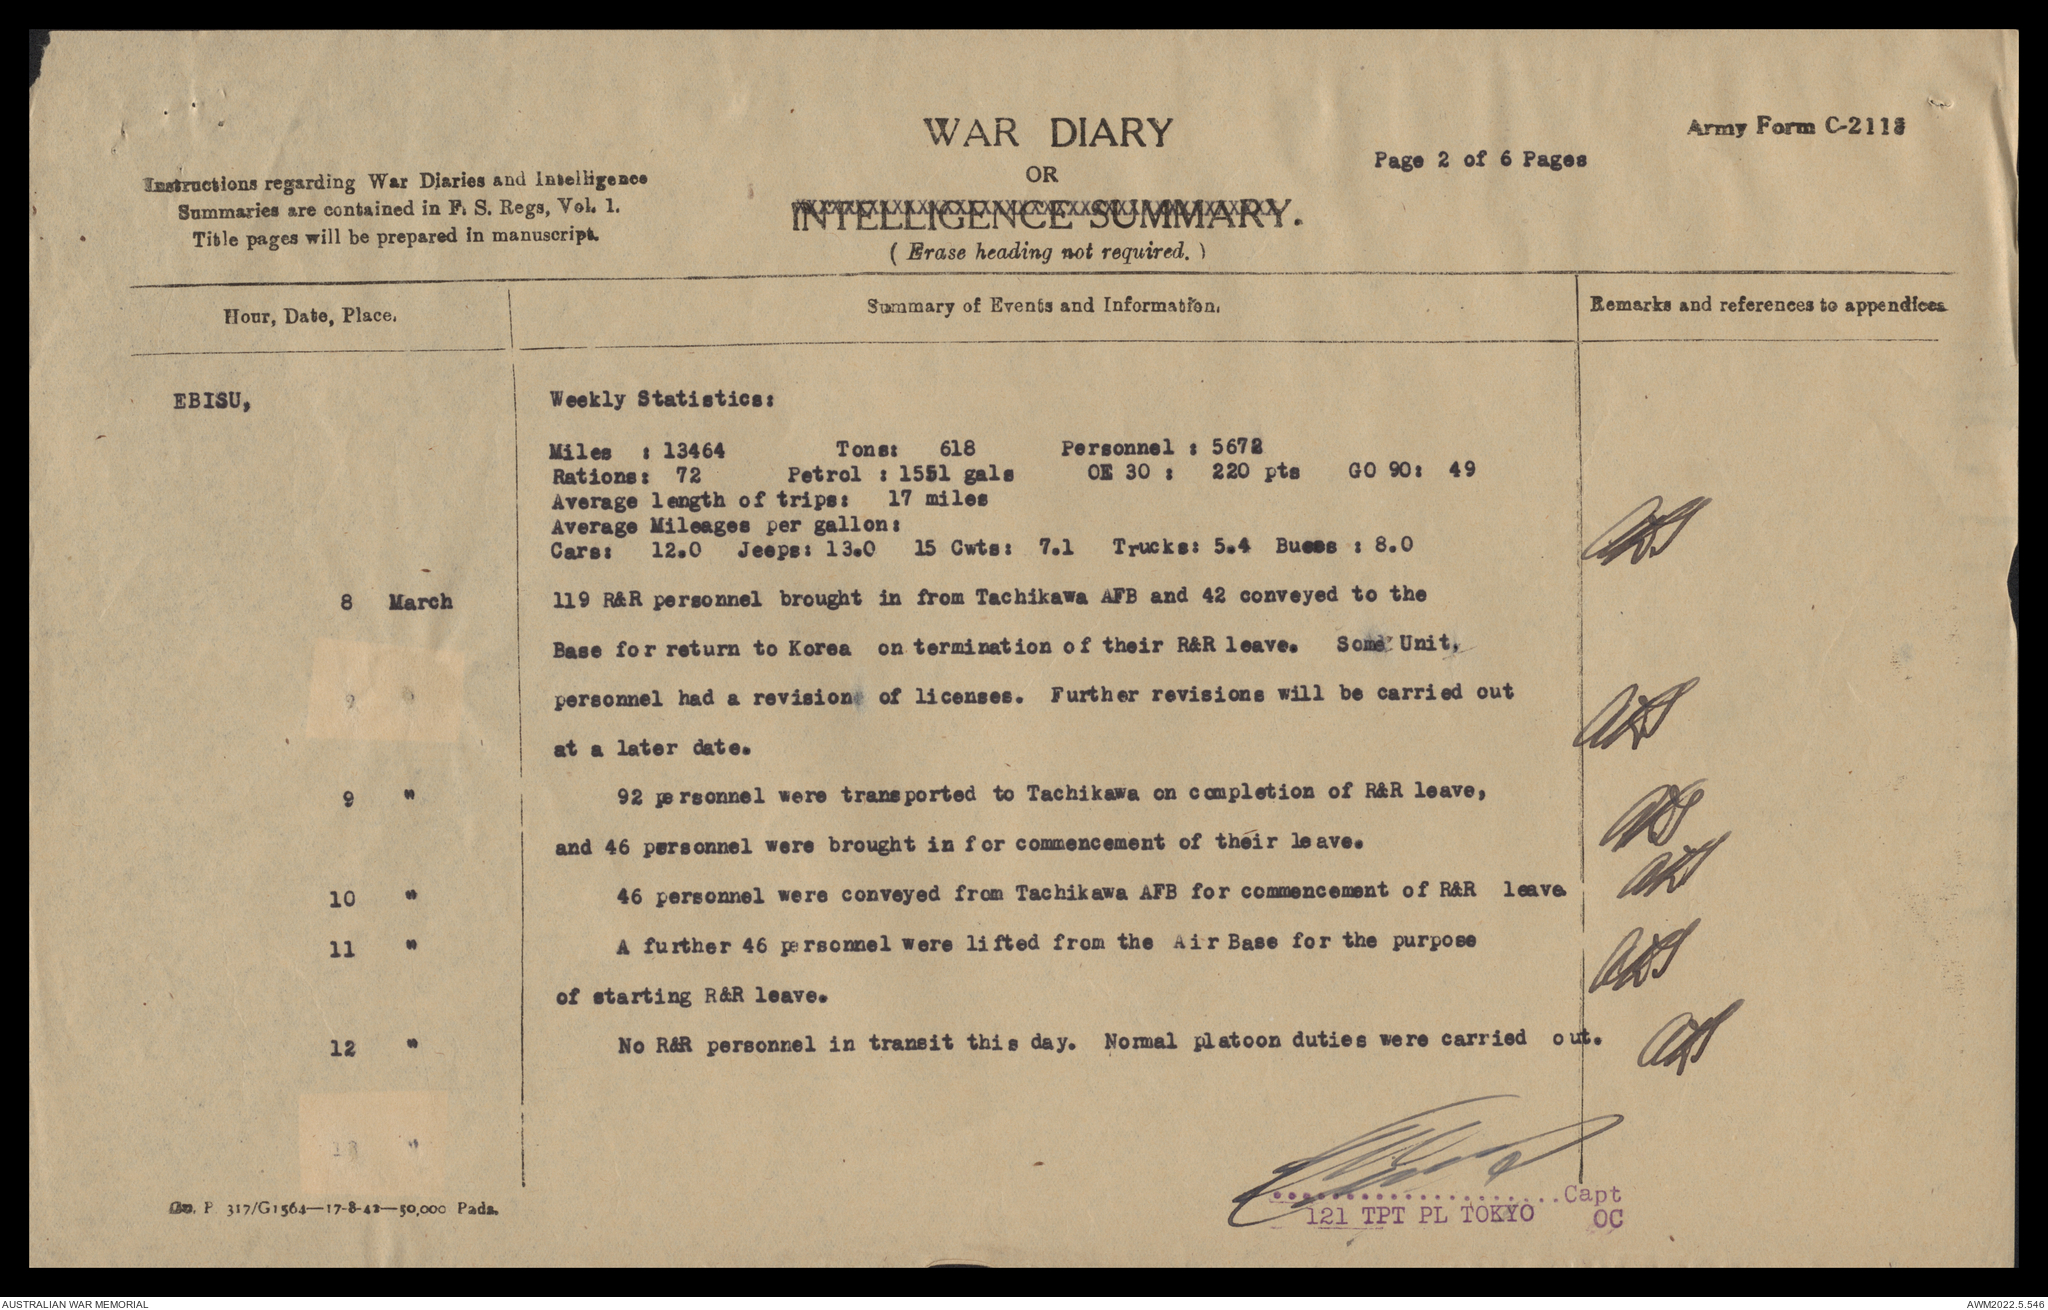 WAR DIARY
Army Form C-2118
OR
Page 2 of 6 Pages
Instructions regarding War Diaries and Intelligence
Summaries are contained in F. S. Regs, Vol. 1.
Title pages will be prepared in manuscript.
INTELLIGENCE SUMMARY.
( Erase heading not required. )
Hour, Date, Place.
Summary of Events and Information.
Remarks and references to appendices
EBISU,
Weekly Statistics:
Miles : 13464 Tons: 618 Personnel : 5672
Rations: 72 Petrol : 1551 gals OE 30 : 220 pts GO 90: 49
Average length of trips: 17 miles
Average Mileages per gallon:
Cars: 12.0 Jeeps: 13.0 15 Cwts: 7.1 Trucks: 5.4 Buses : 8.0
8 March 119 R&R personnel brought in from Tachikawa AFB and 42 conveyed to the
Base for return to Korea on termination of their R&R leave. Some Unit
personnel had a revision of licenses. Further revisions will be carried out
at a later date.
9 " 92 personnel were transported to Tachikawa on completion of R&R leave,
and 46 personnel were brought in for commencement of their leave.
10 " 46 personnel were conveyed from Tachikawa AFB for commencement of R&R leave.
11 " A further 46 personnel were lifted from the Air Base for the purpose
of starting R&R leave.
12 " No R&R personnel in transit this day. Normal platoon duties were carried out.
....................Capt
121 TPT PL TOKYO OC
P. 317/G1564—17-8-42—50,000 Pads.
AUSTRALIAN WAR MEMORIAL
AWM2022.5.546